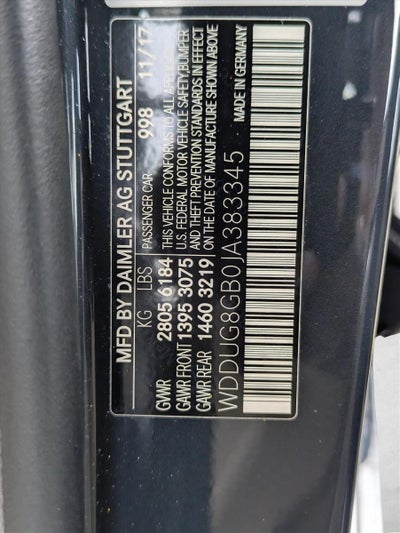 MFD BY DAIMLER AG STUTTGART
KG LBS PASSENGER CAR 998 11/17
GVWR 2805 6184 THIS VEHICLE CONFORMS TO ALL APPL.
GAWR FRONT 1395 3075 U.S. FEDERAL MOTOR VEHICLE SAFETY, BUMPER
GAWR REAR 1460 3219 AND THEFT PREVENTION STANDARDS IN EFFECT
ON THE DATE OF MANUFACTURE SHOWN ABOVE
WDDUG8GB0JA383345 MADE IN GERMANY